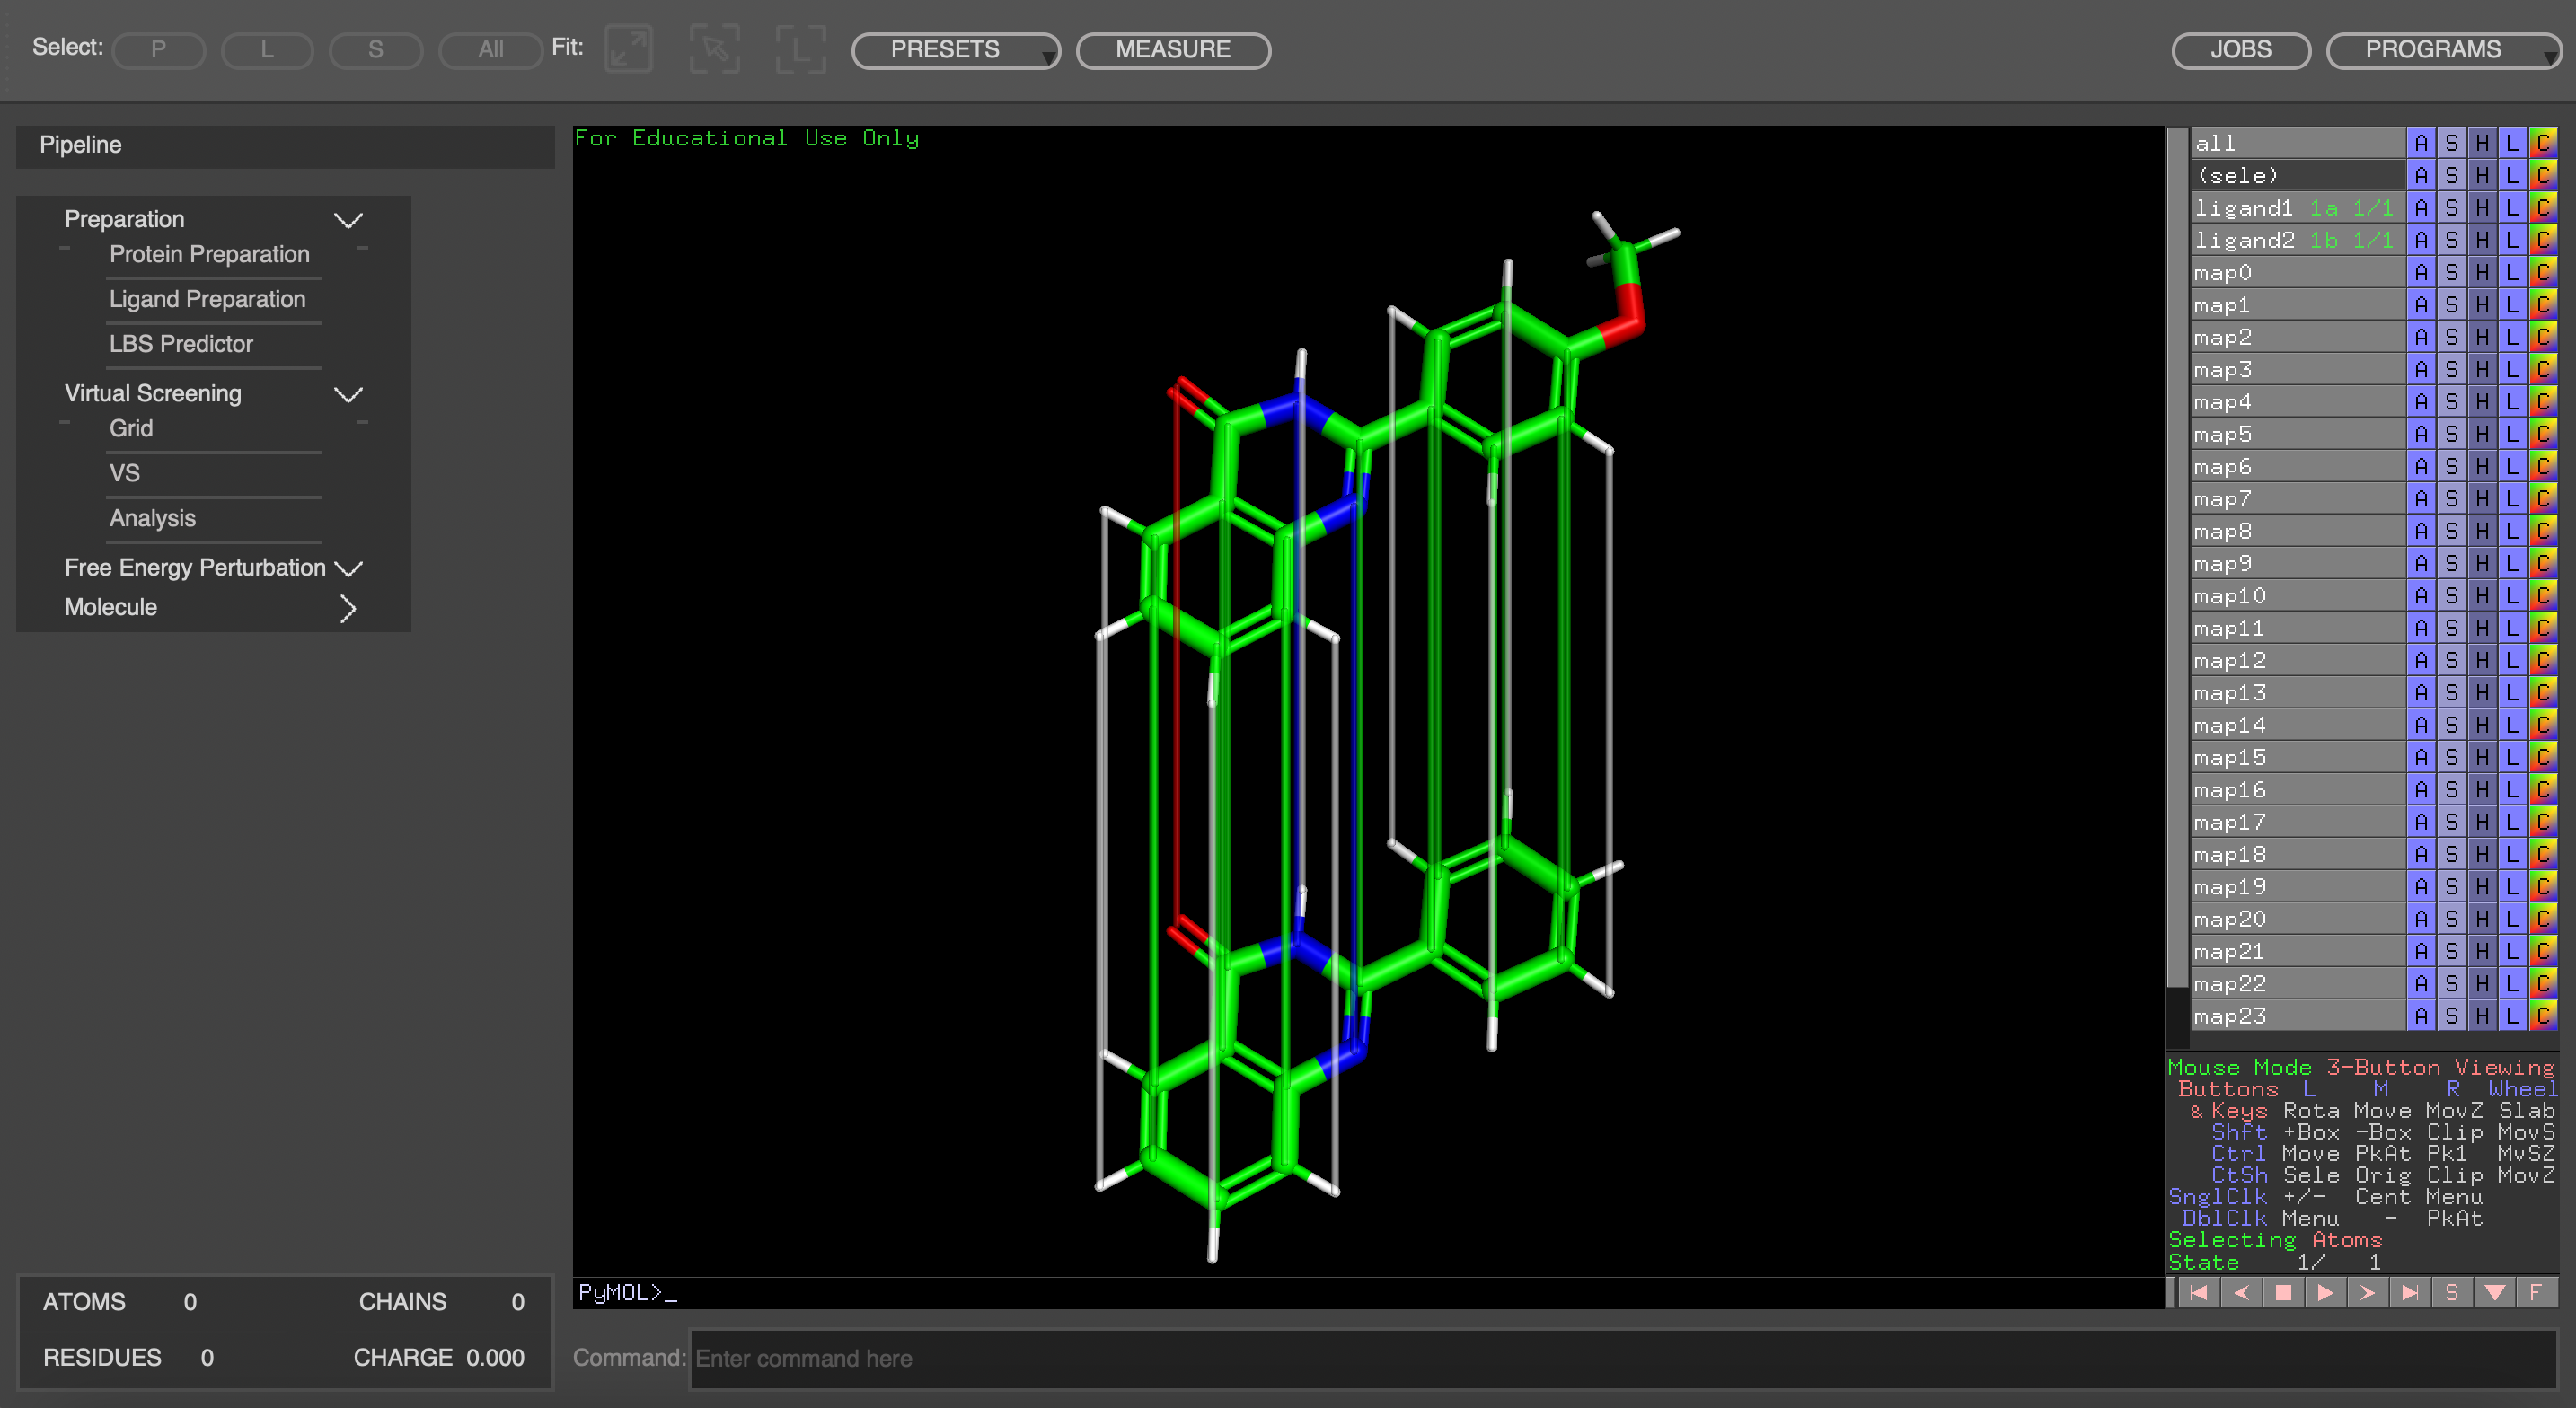 Select: P L S All Fit: L PRESETS MEASURE JOBS PROGRAMS
Pipeline
Preparation
Protein Preparation
Ligand Preparation
LBS Predictor
Virtual Screening
Grid
VS
Analysis
Free Energy Perturbation
Molecule
ATOMS 0 CHAINS 0
RESIDUES 0 CHARGE 0.000
For Educational Use Only
PyMOL>_
Command: Enter command here
all A S H L C
(sele) A S H L C
ligand1 1a 1/1 A S H L C
ligand2 1b 1/1 A S H L C
map0 A S H L C
map1 A S H L C
map2 A S H L C
map3 A S H L C
map4 A S H L C
map5 A S H L C
map6 A S H L C
map7 A S H L C
map8 A S H L C
map9 A S H L C
map10 A S H L C
map11 A S H L C
map12 A S H L C
map13 A S H L C
map14 A S H L C
map15 A S H L C
map16 A S H L C
map17 A S H L C
map18 A S H L C
map19 A S H L C
map20 A S H L C
map21 A S H L C
map22 A S H L C
map23 A S H L C
Mouse Mode 3-Button Viewing
Buttons L M R Wheel
& Keys Rota Move MovZ Slab
Shft +Box -Box Clip MovS
Ctrl Move PkAt Pk1 MvSZ
CtSh Sele Orig Clip MovZ
SnglClk +/- Cent Menu
DblClk Menu - PkAt
Selecting Atoms
State 1/ 1
S F